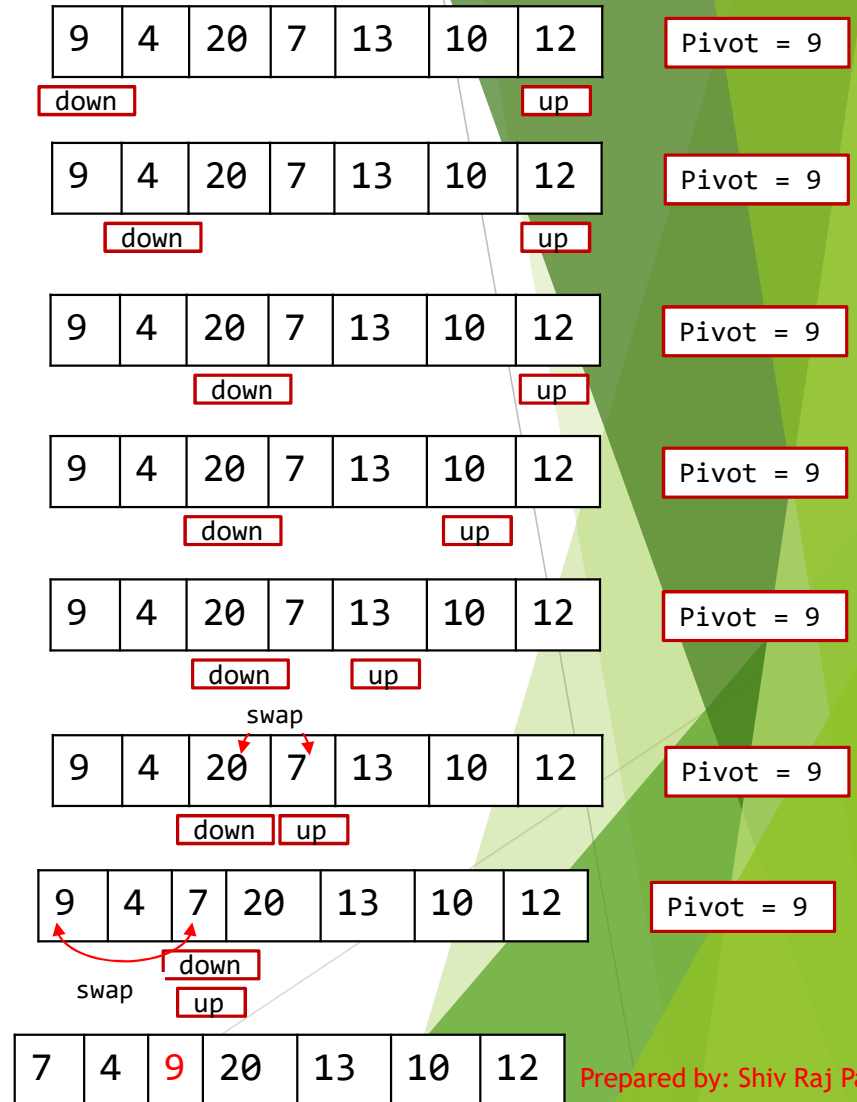 9 4 20 7 13 10 12 Pivot = 9
down up
9 4 20 7 13 10 12 Pivot = 9
down up
9 4 20 7 13 10 12 Pivot = 9
down up
9 4 20 7 13 10 12 Pivot = 9
down up
9 4 20 7 13 10 12 Pivot = 9
down up
swap
9 4 20 7 13 10 12 Pivot = 9
down up
9 4 7 20 13 10 12 Pivot = 9
down
swap up
7 4 9 20 13 10 12
Prepared by: Shiv Raj Pa